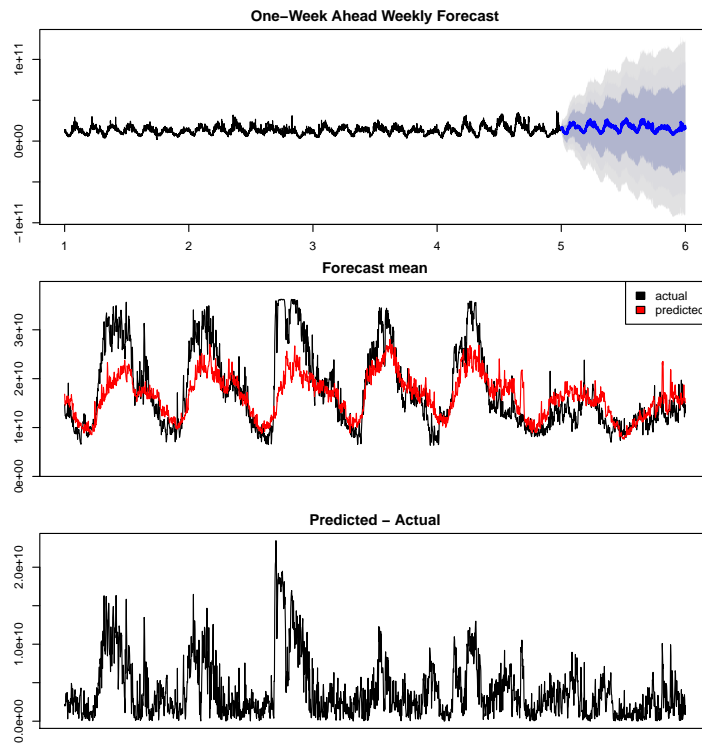 One−Week Ahead Weekly Forecast
1e+11
0e+00
−1e+11
1 2 3 4 5 6
Forecast mean
actual
predicted
3e+10
2e+10
1e+10
0e+00
Predicted − Actual
2.0e+10
1.0e+10
0.0e+00